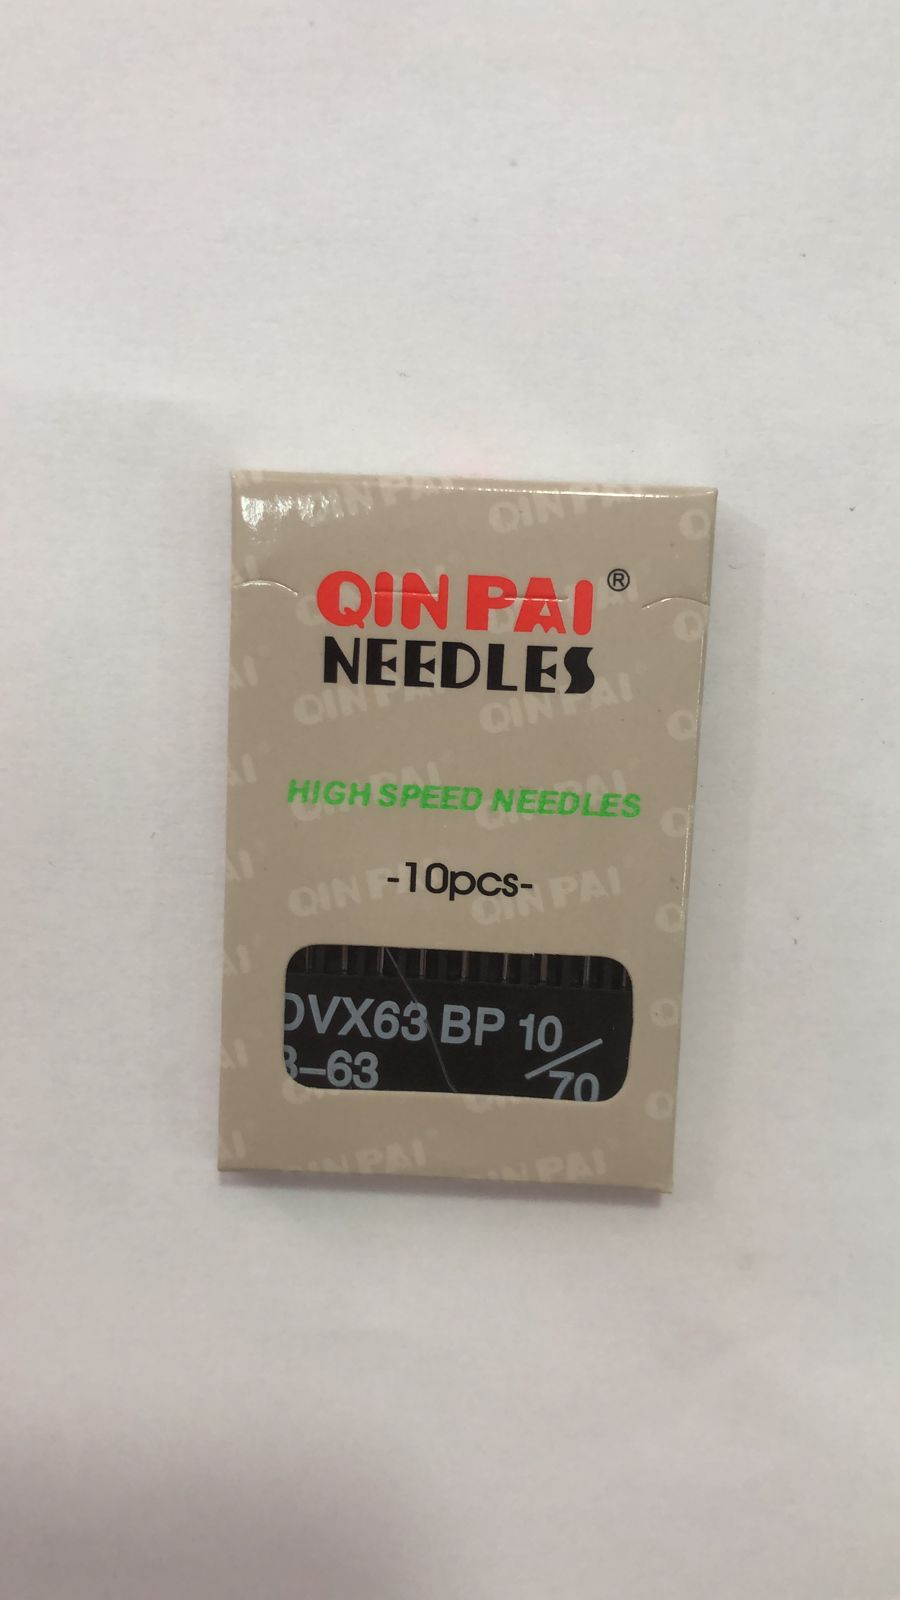 QIN PAI®
NEEDLES
HIGH SPEED NEEDLES
-10pcs-
DVX63 BP 10/70
B-63